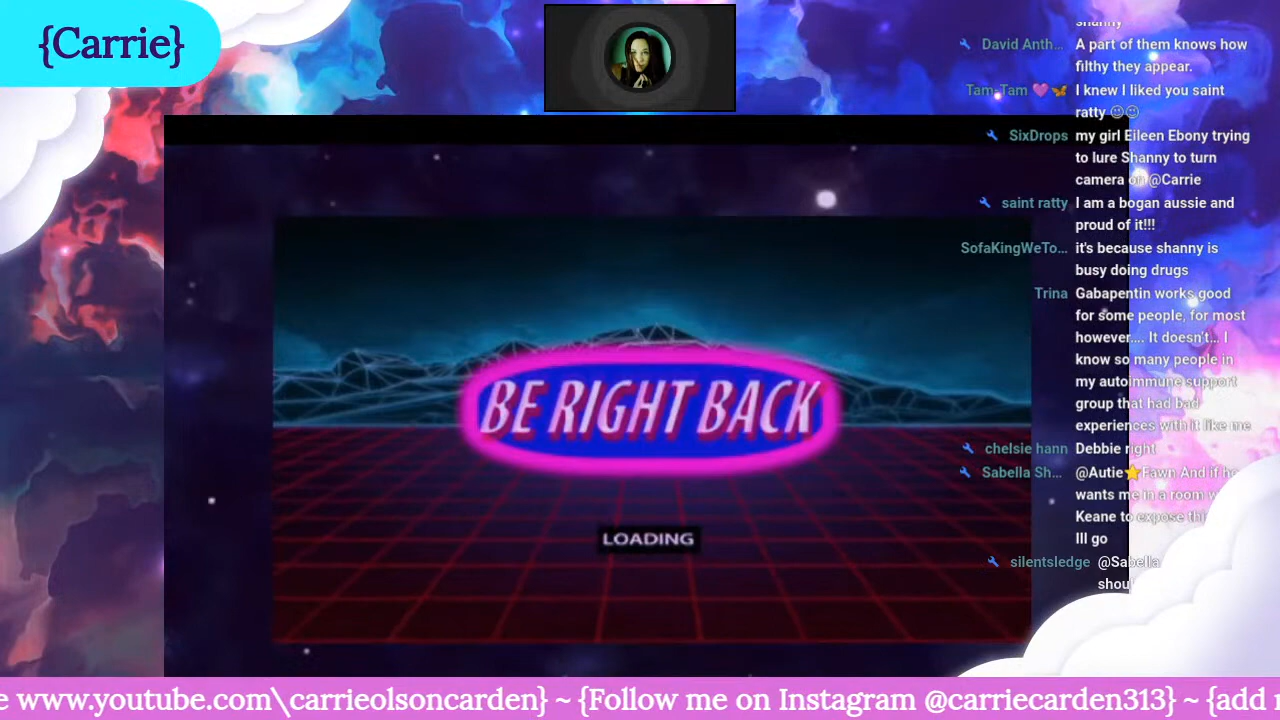 {Carrie}
shanny
David Anth... A part of them knows how
filthy they appear.
Tam-Tam I knew I liked you saint
ratty
SixDrops my girl Eileen Ebony trying
to lure Shanny to turn
camera on @Carrie
saint ratty I am a bogan aussie and
proud of it!!!
SofaKingWeTo... it's because shanny is
busy doing drugs
Trina Gabapentin works good
for some people, for most
however.... It doesn't... I
know so many people in
my autoimmune support
group that had bad
experiences with it like me
chelsie hann Debbie right
Sabella Sh... @Autie⭐Fawn And if he
wants me in a room w
Keane to expose thi
Ill go
silentsledge @Sabella
shou
BE RIGHT BACK
LOADING
e www.youtube.com\carrieolsoncarden} ~ {Follow me on Instagram @carriecarden313} ~ {add